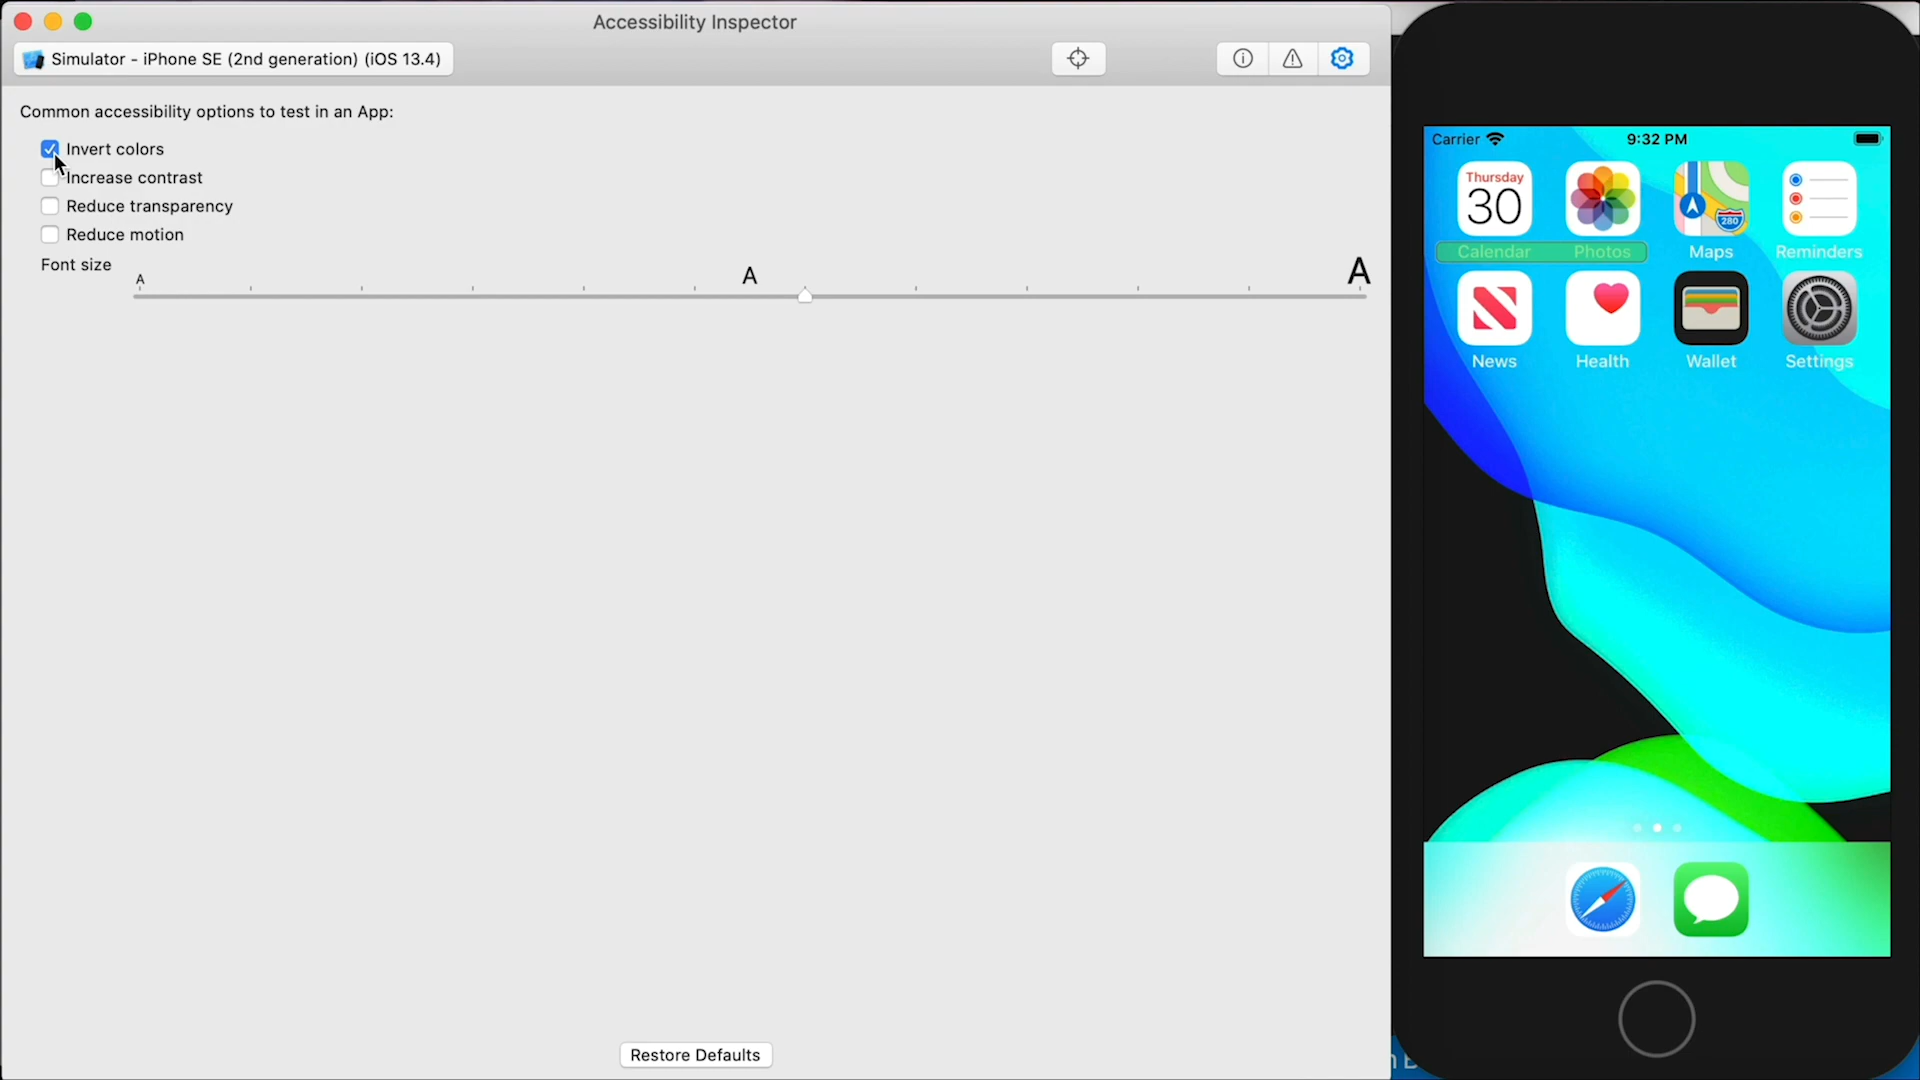 Accessibility Inspector
Simulator - iPhone SE (2nd generation) (iOS 13.4)
Common accessibility options to test in an App:
Invert colors
Increase contrast
Reduce transparency
Reduce motion
Font size
A A A
Restore Defaults
Carrier 9:32 PM
Thursday
30
280
Calendar Photos Maps Reminders
News Health Wallet Settings